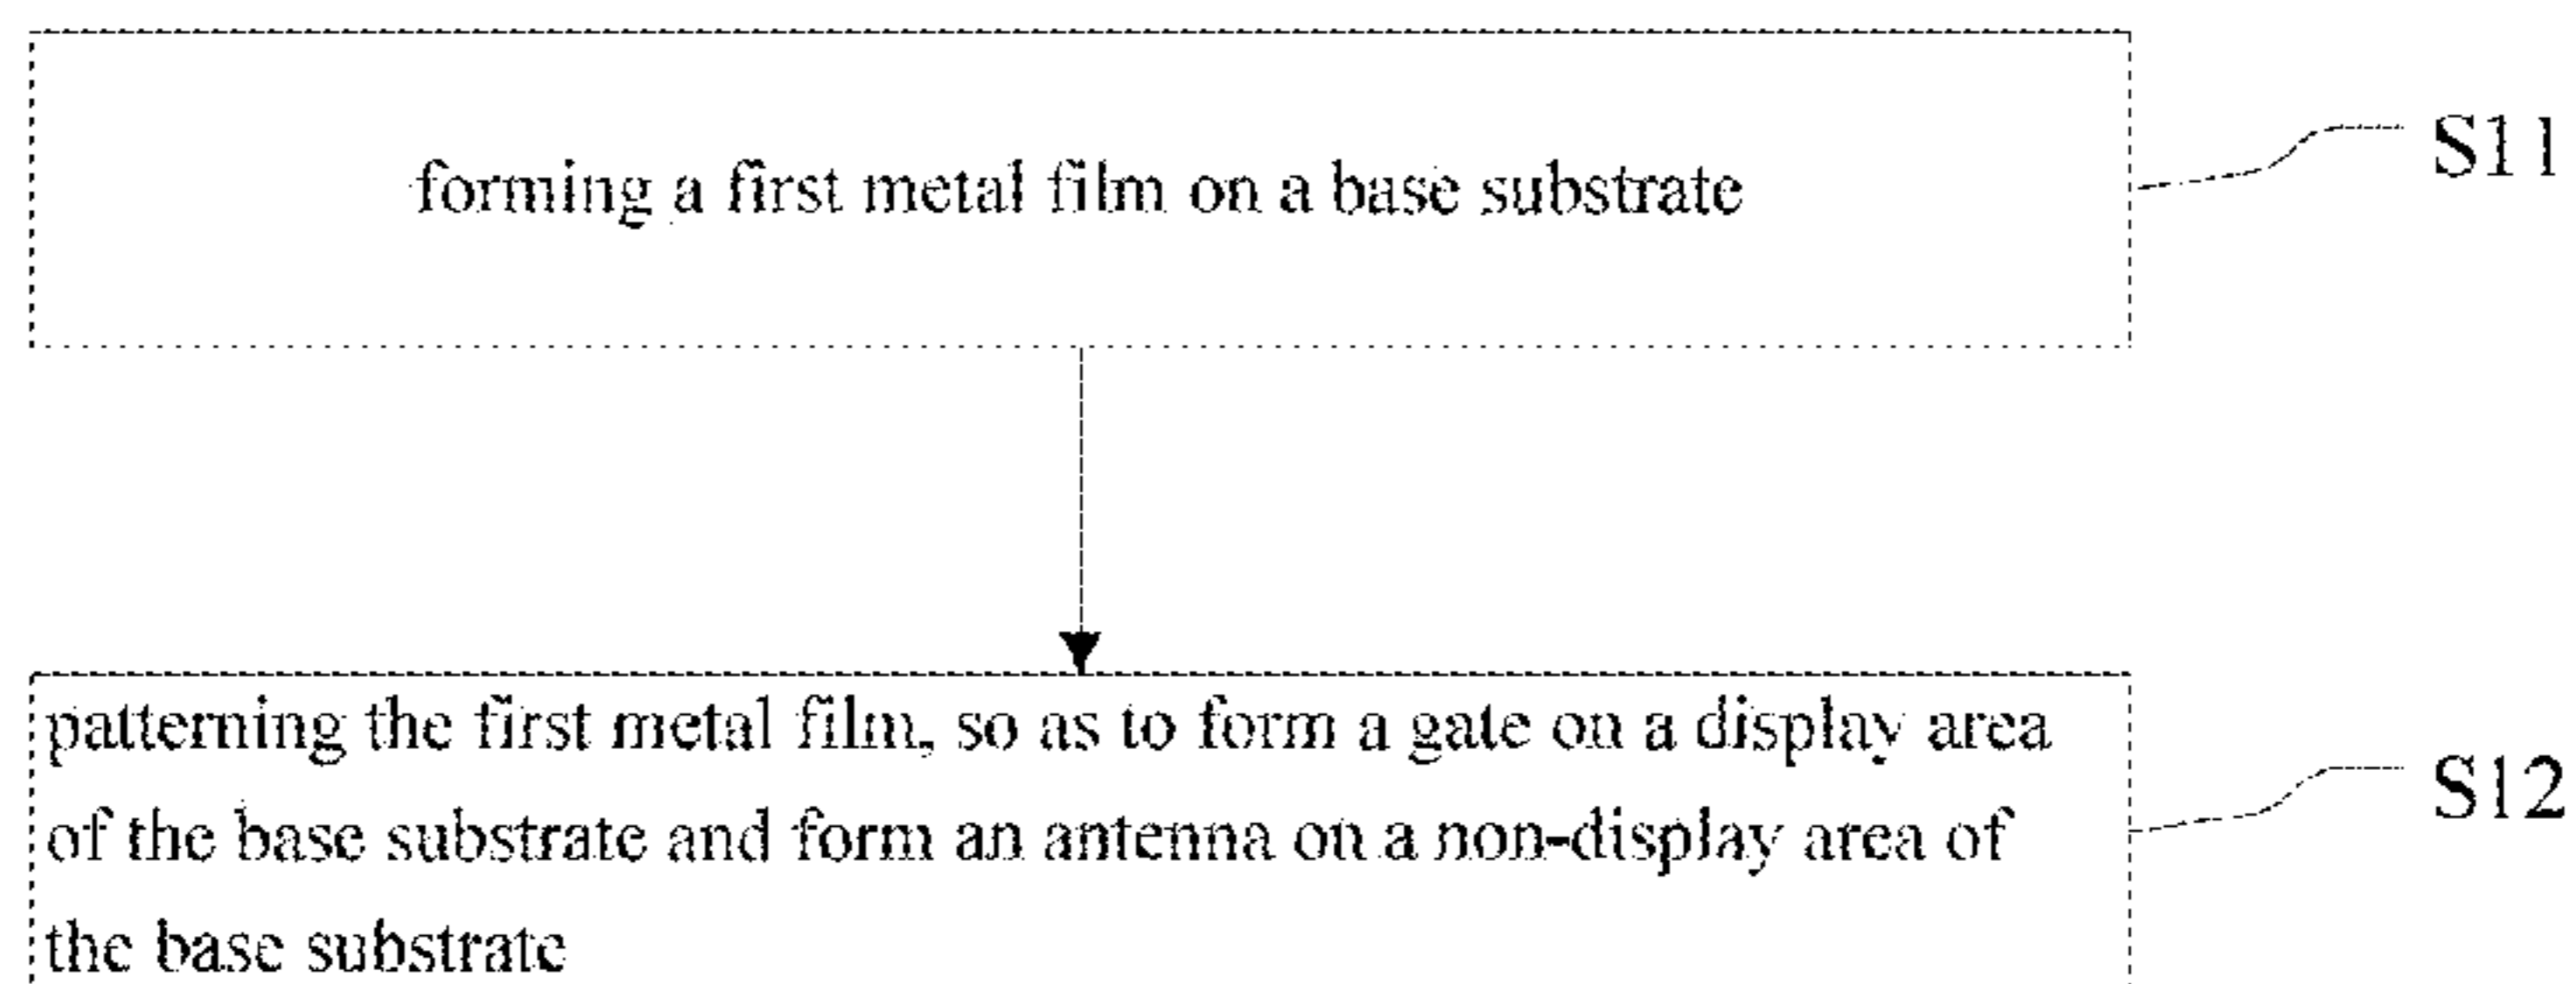 forming a first metal film on a base substrate
S11
patterning the first metal film, so as to form a gate on a display area
of the base substrate and form an antenna on a non-display area of
the base substrate
S12